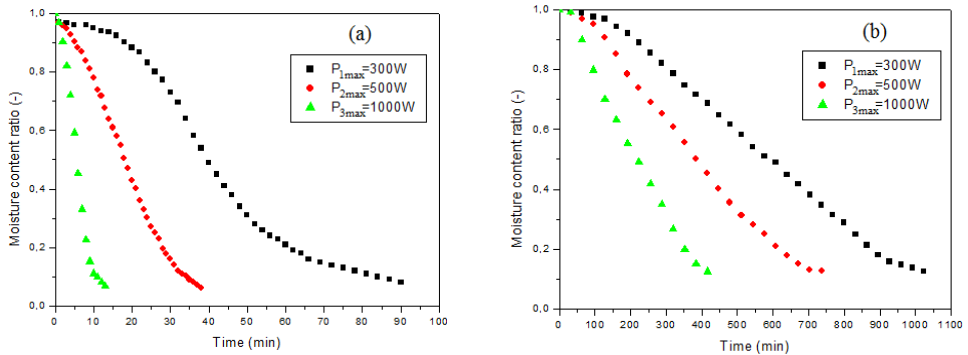 (a)
P1max=300W
P2max=500W
P3max=1000W
Moisture content ratio (-)
1,0
0,8
0,6
0,4
0,2
0,0
0 10 20 30 40 50 60 70 80 90 100
Time (min)
(b)
P1max=300W
P2max=500W
P3max=1000W
Moisture content ratio (-)
1,0
0,8
0,6
0,4
0,2
0,0
0 100 200 300 400 500 600 700 800 900 1000 1100
Time (min)